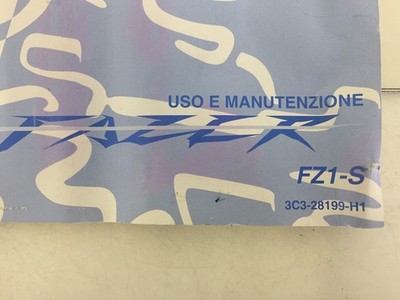 USO E MANUTENZIONE
FAZER
FZ1-S
3C3-28199-H1